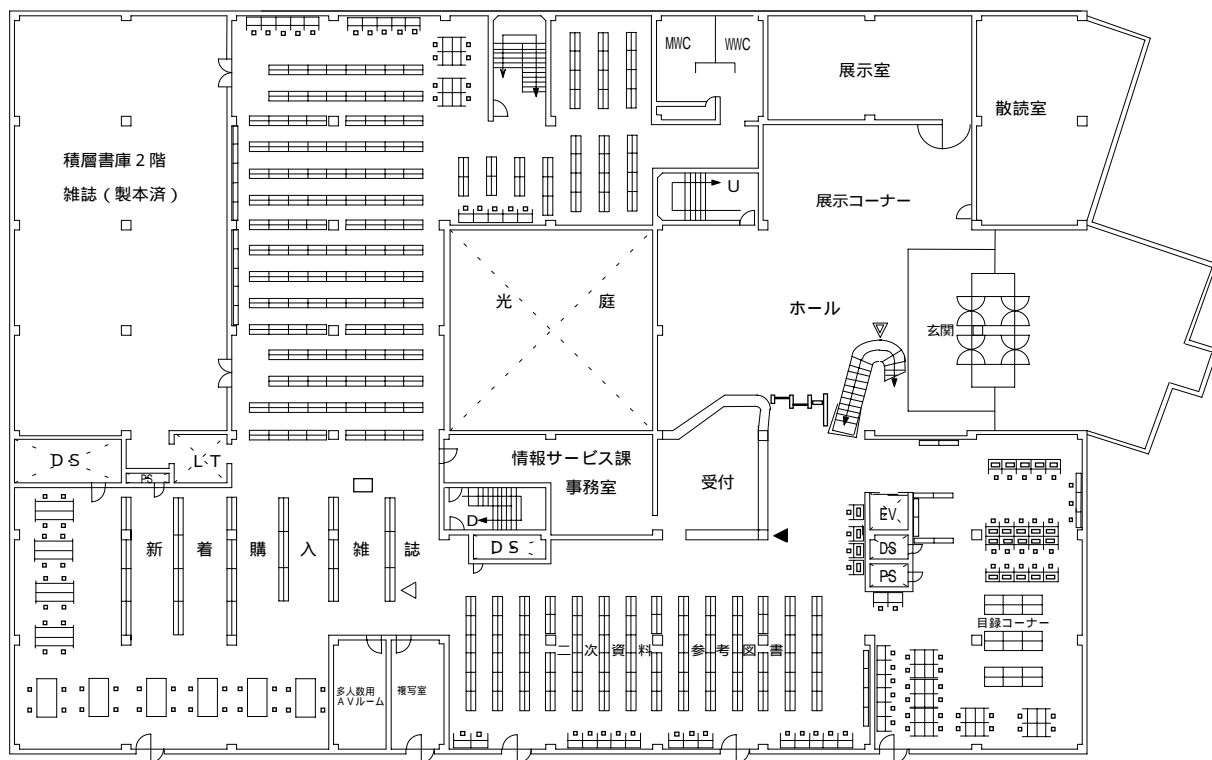 MWC
WWC
展示室
散読室
積層書庫2階
雑誌(製本済)
U
展示コーナー
光庭
ホール
玄関
DS
LT
PS
情報サービス課
事務室
受付
D
DS
EV
DS
PS
新着購入雑誌
目録コーナー
二次資料
参考図書
多人数用
AVルーム
複写室